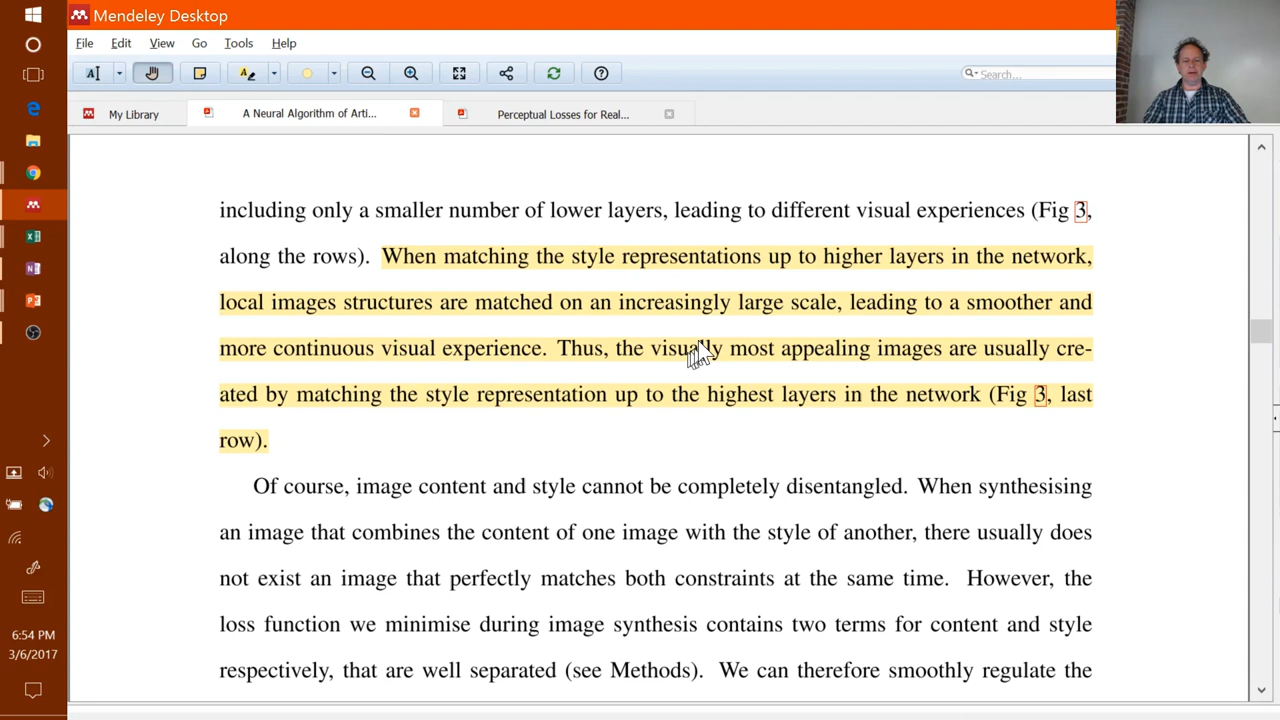 Mendeley Desktop
File Edit View Go Tools Help
Search...
My Library
A Neural Algorithm of Arti...
Perceptual Losses for Real...
including only a smaller number of lower layers, leading to different visual experiences (Fig 3,
along the rows). When matching the style representations up to higher layers in the network,
local images structures are matched on an increasingly large scale, leading to a smoother and
more continuous visual experience. Thus, the visually most appealing images are usually cre-
ated by matching the style representation up to the highest layers in the network (Fig 3, last
row).
Of course, image content and style cannot be completely disentangled. When synthesising
an image that combines the content of one image with the style of another, there usually does
not exist an image that perfectly matches both constraints at the same time. However, the
loss function we minimise during image synthesis contains two terms for content and style
respectively, that are well separated (see Methods). We can therefore smoothly regulate the
6:54 PM
3/6/2017